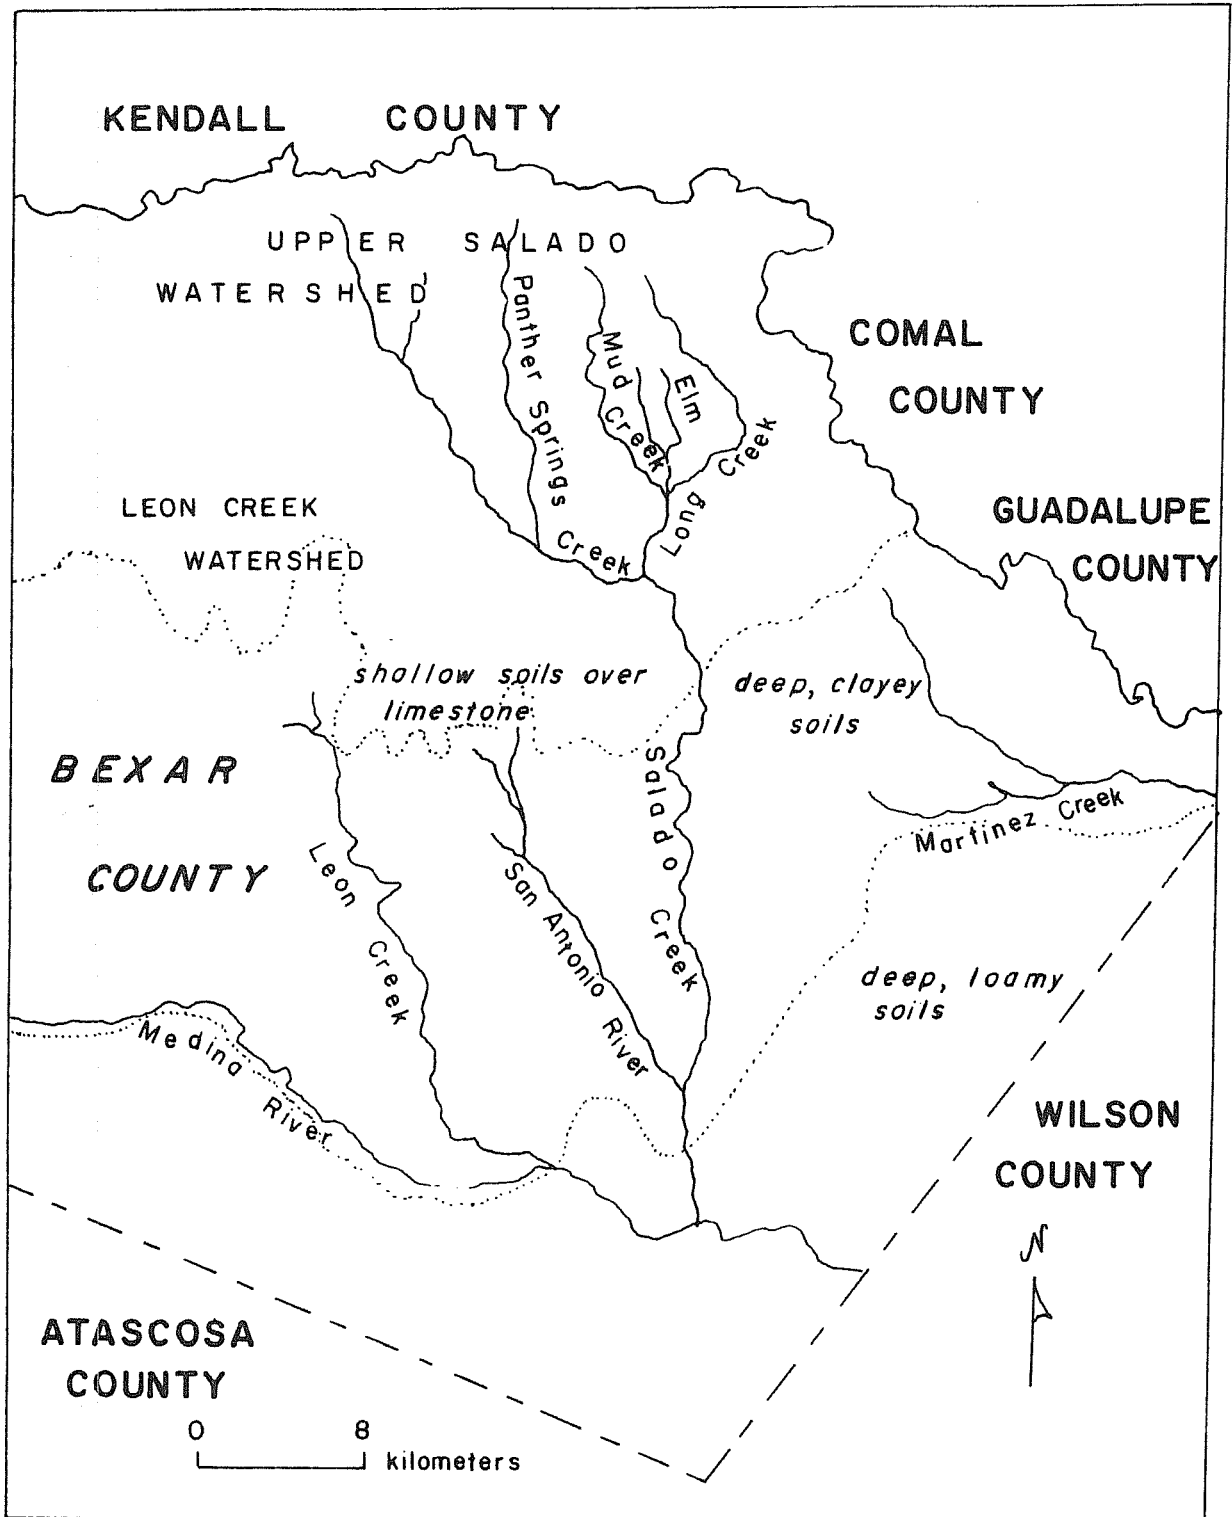 KENDALL COUNTY
UPPER SALADO
WATERSHED
Panther Springs Creek
Mud Creek
Elm
Long Creek
COMAL
COUNTY
LEON CREEK
WATERSHED
GUADALUPE
COUNTY
shallow soils over
limestone
deep, clayey
soils
BEXAR
COUNTY
Salado Creek
Martinez Creek
Leon Creek
San Antonio River
deep, loamy
soils
Medina River
WILSON
COUNTY
N
ATASCOSA
COUNTY
0 8
kilometers